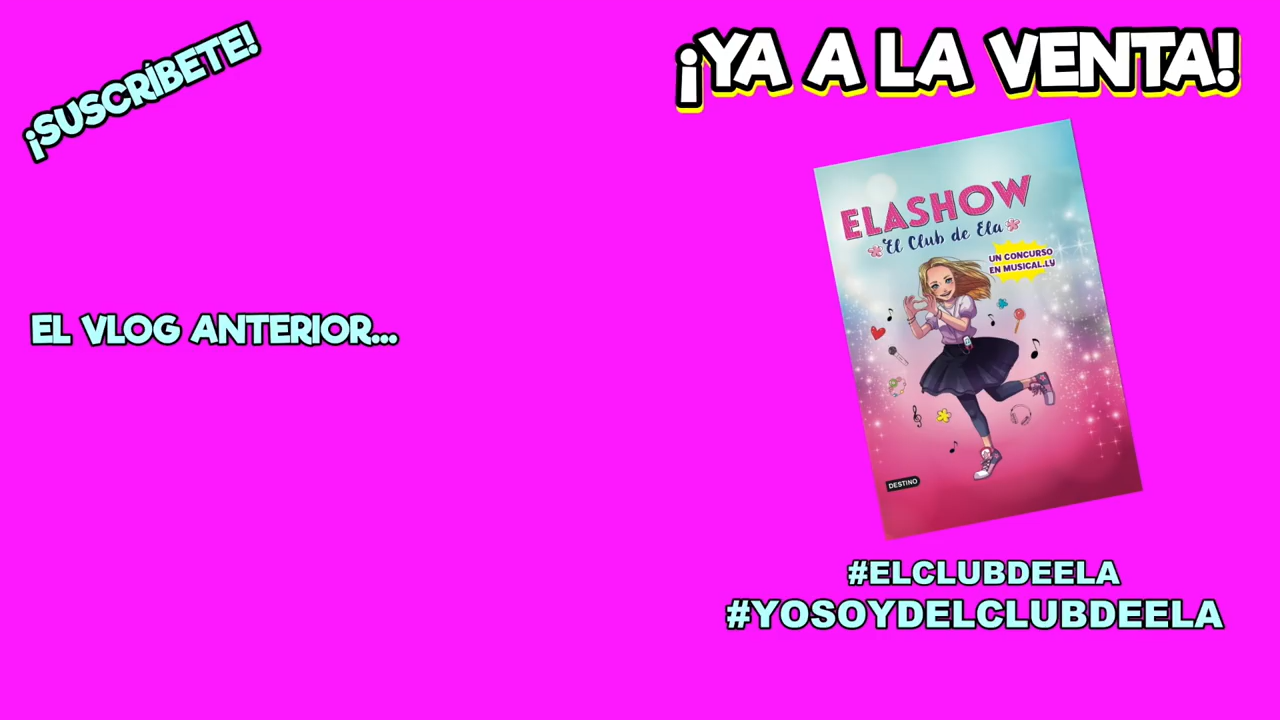 ¡SUSCRÍBETE!
¡YA A LA VENTA!
ELASHOW
El Club de Ela
UN CONCURSO
EN MUSICAL.LY
EL VLOG ANTERIOR...
DESTINO
#ELCLUBDEELA
#YOSOYDELCLUBDEELA